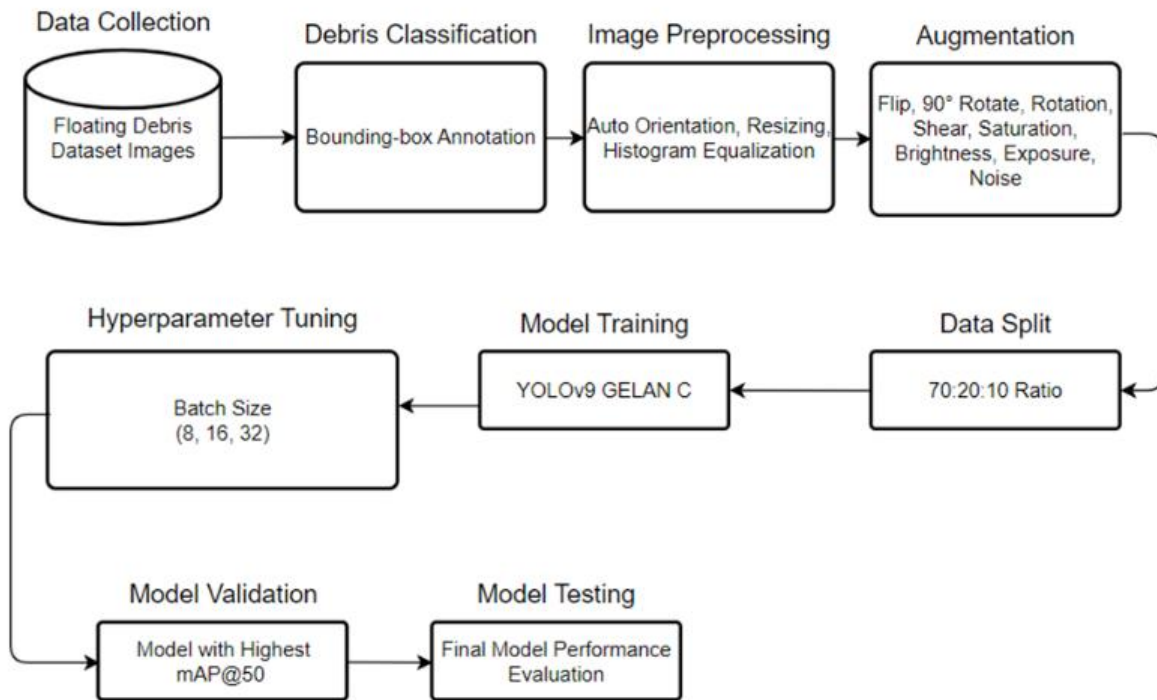 Data Collection
Floating Debris
Dataset Images
Debris Classification
Bounding-box Annotation
Image Preprocessing
Auto Orientation, Resizing,
Histogram Equalization
Augmentation
Flip, 90° Rotate, Rotation,
Shear, Saturation,
Brightness, Exposure,
Noise
Data Split
70:20:10 Ratio
Model Training
YOLOv9 GELAN C
Hyperparameter Tuning
Batch Size
(8, 16, 32)
Model Validation
Model with Highest
mAP@50
Model Testing
Final Model Performance
Evaluation